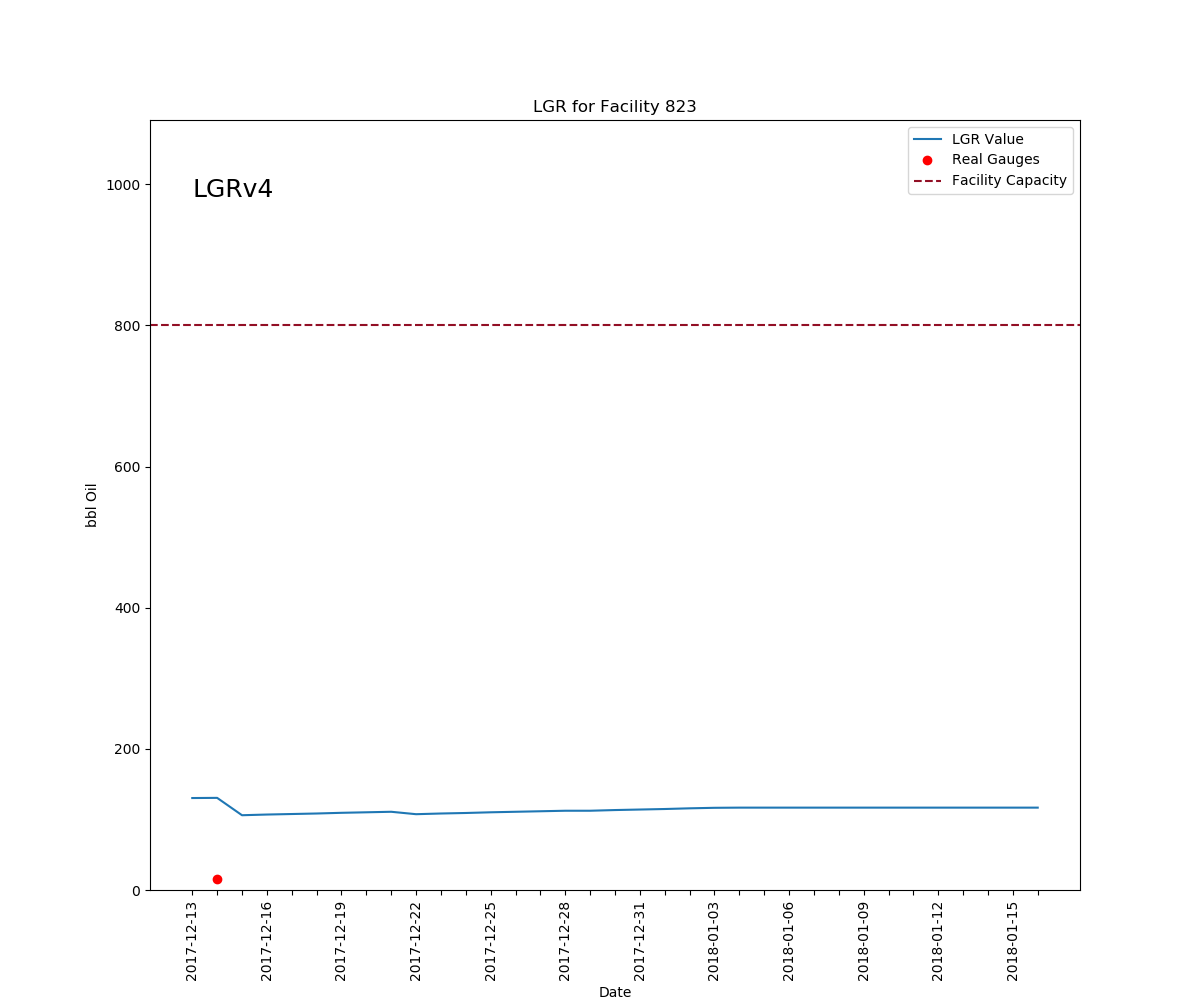 LGR for Facility 823
LGRv4
LGR Value
Real Gauges
Facility Capacity
1000
800
600
400
200
0
bbl Oil
2017-12-13
2017-12-16
2017-12-19
2017-12-22
2017-12-25
2017-12-28
2017-12-31
2018-01-03
2018-01-06
2018-01-09
2018-01-12
2018-01-15
Date